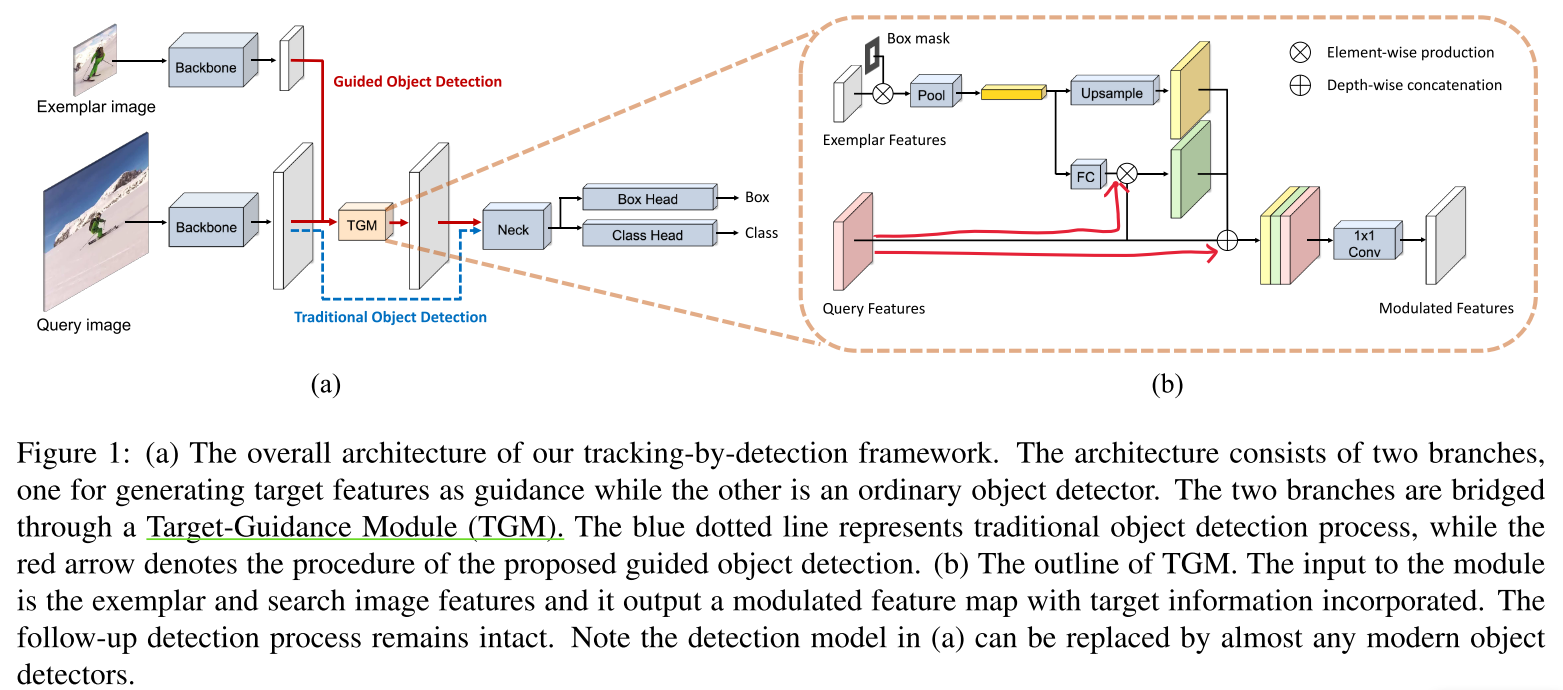 Exemplar image
Backbone
Guided Object Detection
Query image
Backbone
TGM
Neck
Box Head
Class Head
Box
Class
Traditional Object Detection
(a)
Box mask
Exemplar Features
Pool
Upsample
FC
Element-wise production
Depth-wise concatenation
Query Features
1x1
Conv
Modulated Features
(b)
Figure 1: (a) The overall architecture of our tracking-by-detection framework. The architecture consists of two branches,
one for generating target features as guidance while the other is an ordinary object detector. The two branches are bridged
through a Target-Guidance Module (TGM). The blue dotted line represents traditional object detection process, while the
red arrow denotes the procedure of the proposed guided object detection. (b) The outline of TGM. The input to the module
is the exemplar and search image features and it output a modulated feature map with target information incorporated. The
follow-up detection process remains intact. Note the detection model in (a) can be replaced by almost any modern object
detectors.